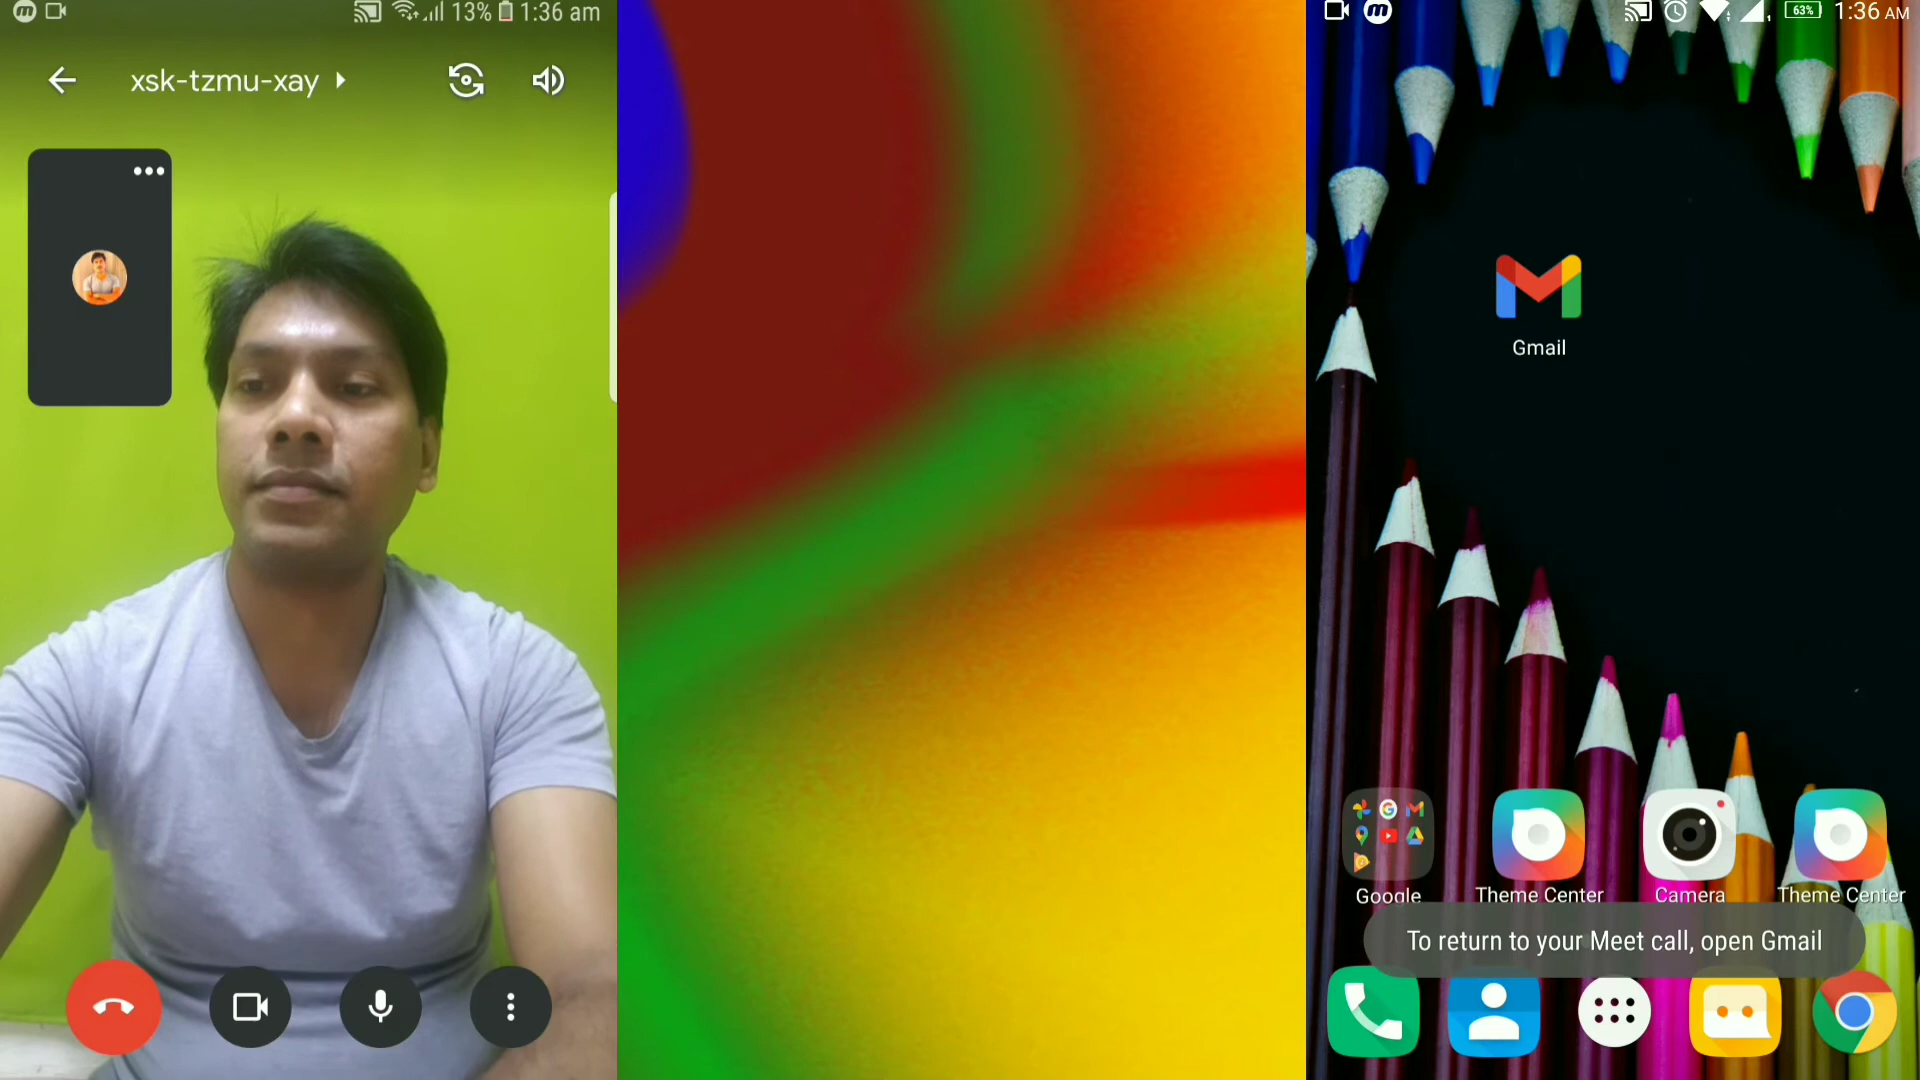 13% 1:36 am
xsk-tzmu-xay
63% 1:36 AM
Gmail
Google
Theme Center
Camera
Theme Center
To return to your Meet call, open Gmail